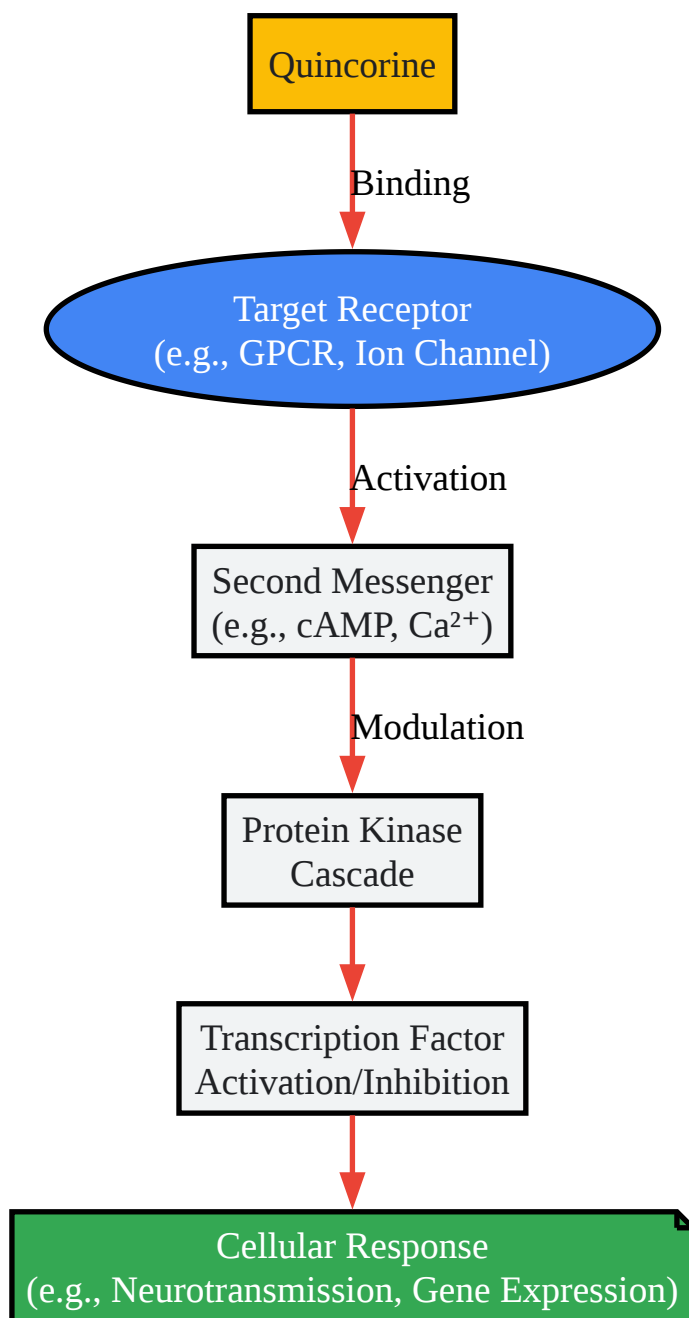 Quincorine
Binding
Target Receptor
(e.g., GPCR, Ion Channel)
Activation
Second Messenger
(e.g., cAMP, Ca²⁺)
Modulation
Protein Kinase
Cascade
Transcription Factor
Activation/Inhibition
Cellular Response
(e.g., Neurotransmission, Gene Expression)